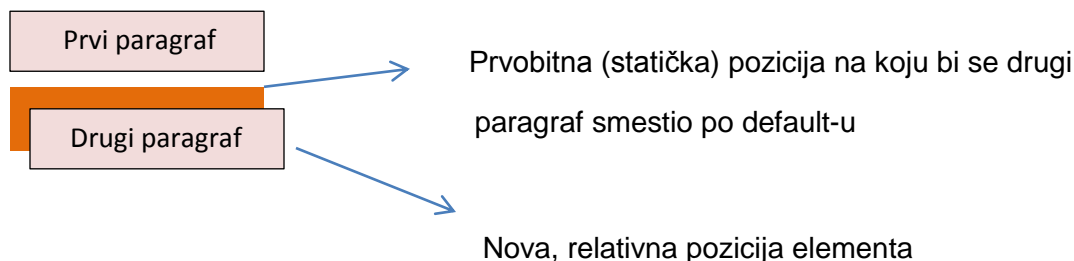 Prvi paragraf
Prvobitna (statička) pozicija na koju bi se drugi
paragraf smestio po default-u
Drugi paragraf
Nova, relativna pozicija elementa